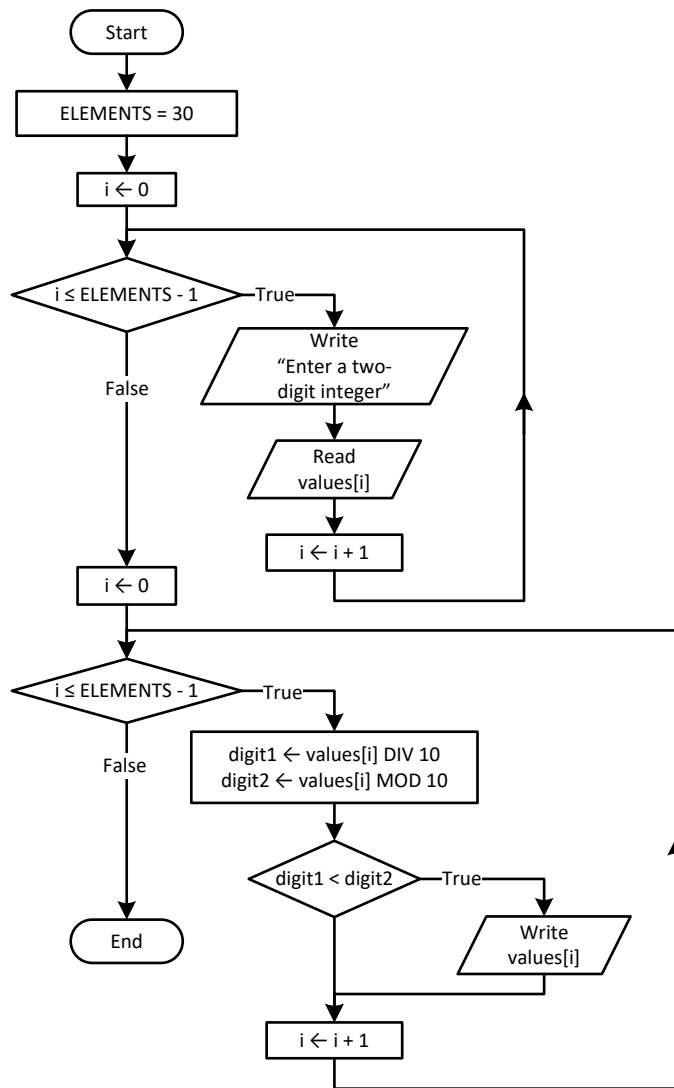 Start
ELEMENTS = 30
i ← 0
i ≤ ELEMENTS - 1
True
Write
“Enter a two-
digit integer”
False
Read
values[i]
i ← i + 1
i ← 0
i ≤ ELEMENTS - 1
True
digit1 ← values[i] DIV 10
False
digit2 ← values[i] MOD 10
digit1 < digit2
True
Write
values[i]
End
i ← i + 1